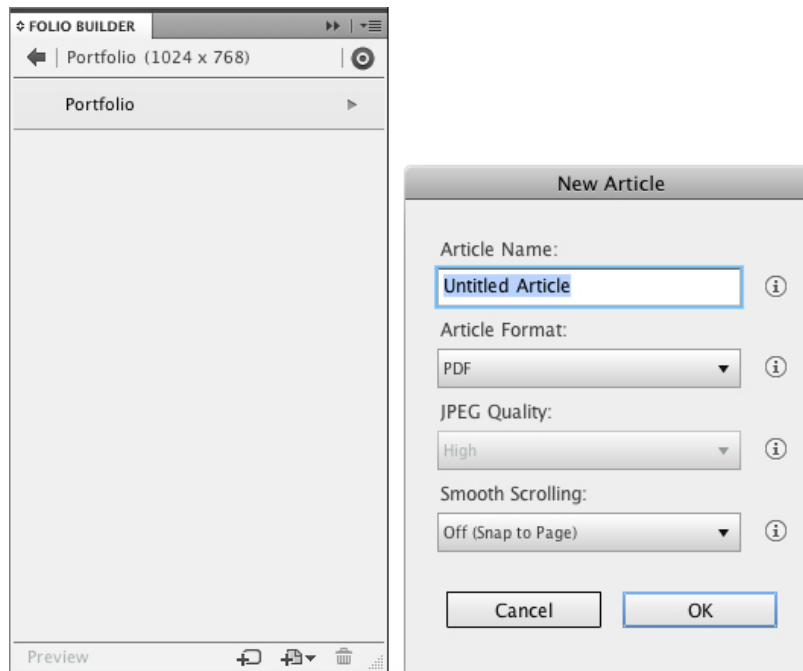 FOLIO BUILDER
Portfolio (1024 x 768)
Portfolio
Preview
New Article
Article Name:
Untitled Article
Article Format:
PDF
JPEG Quality:
High
Smooth Scrolling:
Off (Snap to Page)
Cancel
OK